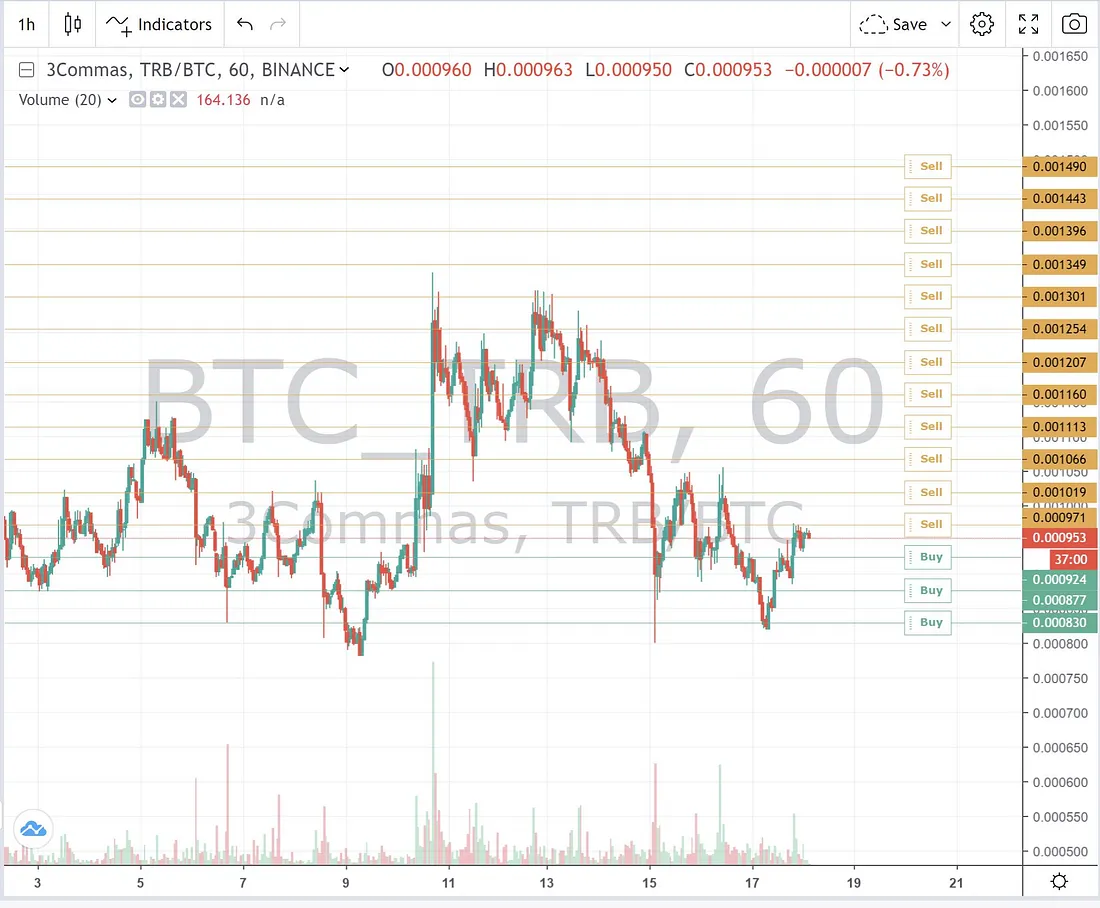 1h Indicators Save
3Commas, TRB/BTC, 60, BINANCE O0.000960 H0.000963 L0.000950 C0.000953 −0.000007 (−0.73%)
Volume (20) 164.136 n/a
BTC_TRB, 60
3Commas, TRB/BTC
0.001650
0.001600
0.001550
Sell 0.001490
Sell 0.001443
Sell 0.001396
Sell 0.001349
Sell 0.001301
Sell 0.001254
Sell 0.001207
Sell 0.001160
Sell 0.001113
0.001100
Sell 0.001066
0.001050
Sell 0.001019
Sell 0.000971
0.000953
37:00
Buy 0.000924
Buy 0.000877
Buy 0.000830
0.000800
0.000750
0.000700
0.000650
0.000600
0.000550
0.000500
3 5 7 9 11 13 15 17 19 21